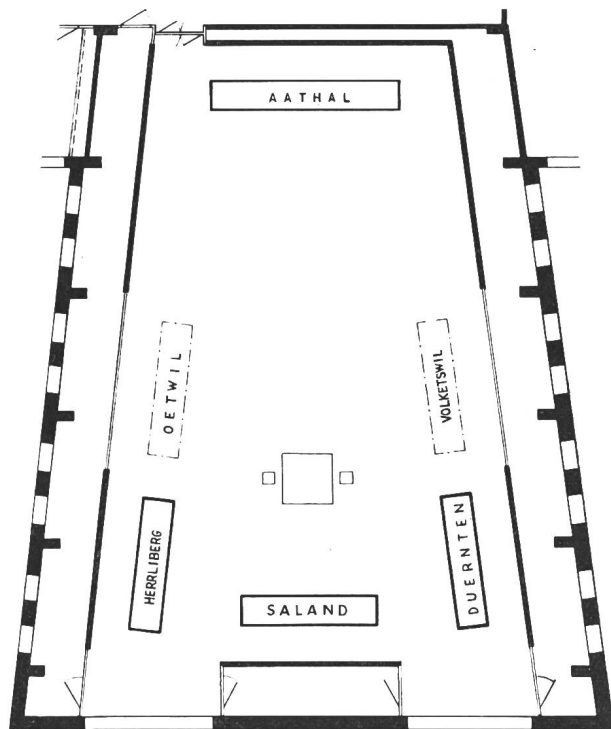 AATHAL
OETWIL
VOLKETSWIL
HERRLIBERG
DUERNTEN
SALAND